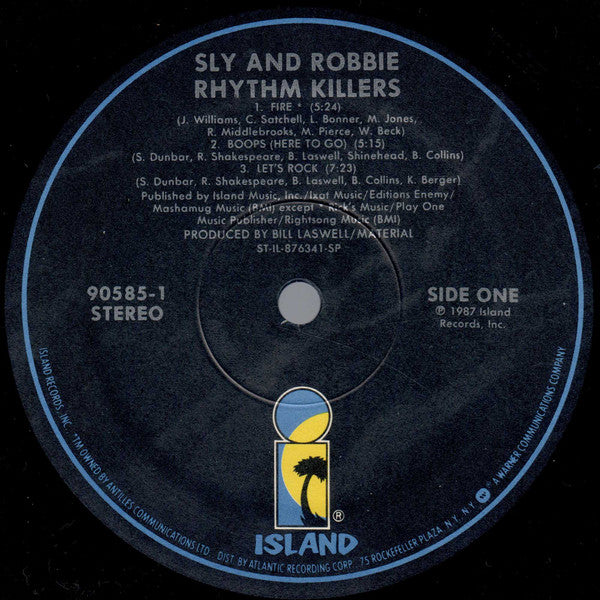 SLY AND ROBBIE
RHYTHM KILLERS
1. FIRE * (5:24)
(J. Williams, C. Satchell, L. Bonner, M. Jones,
R. Middlebrooks, M. Pierce, W. Beck)
2. BOOPS (HERE TO GO) (5:15)
(S. Dunbar, R. Shakespeare, B. Laswell, Shinehead, B. Collins)
3. LET'S ROCK (7:23)
(S. Dunbar, R. Shakespeare, B. Laswell, B. Collins, K. Berger)
Published by Island Music, Inc./Ixat Music/Editions Enemy/
Mashamug Music (BMI) except * Rick's Music/Play One
Music Publisher/Rightsong Music (BMI)
PRODUCED BY BILL LASWELL/MATERIAL
ST-IL-876341-SP
90585-1
STEREO
SIDE ONE
℗ 1987 Island
Records, Inc.
®
ISLAND
ISLAND RECORDS, INC. ™ OWNED BY ANTILLES COMMUNICATIONS LTD. DIST. BY ATLANTIC RECORDING CORP., 75 ROCKEFELLER PLAZA, N.Y., N.Y. W A WARNER COMMUNICATIONS COMPANY